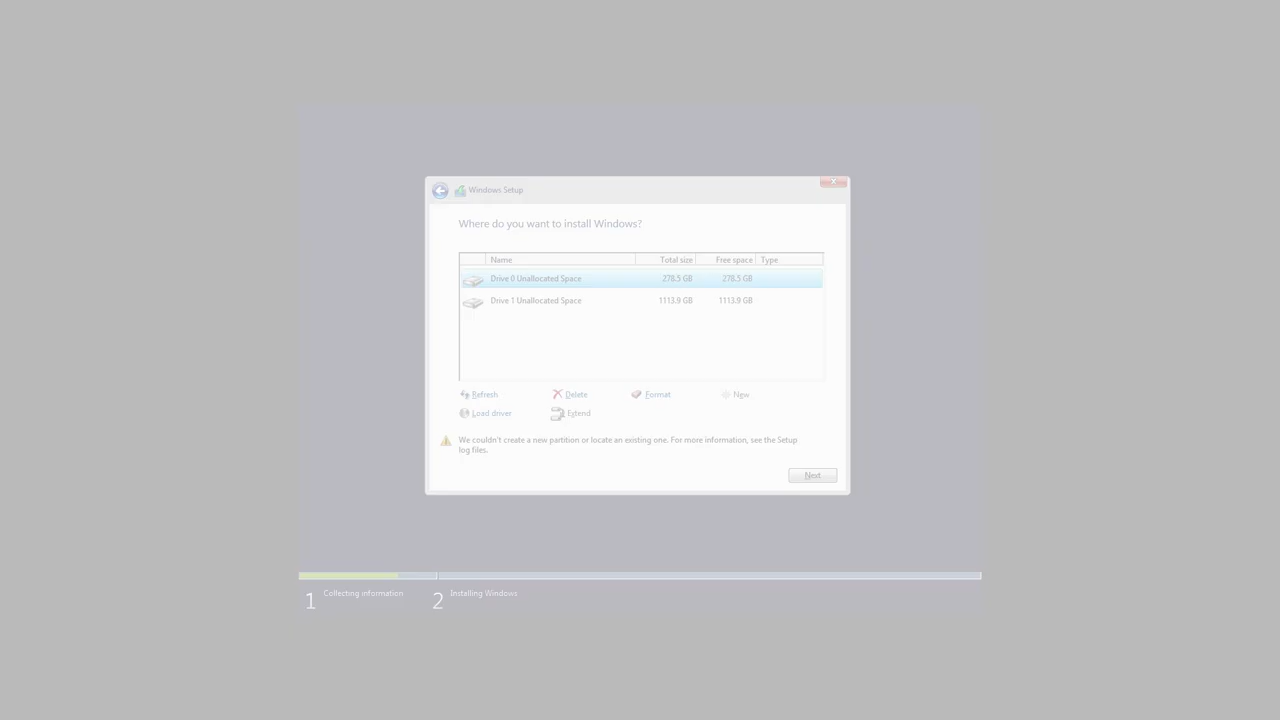 Windows Setup
x
Where do you want to install Windows?
Name Total size Free space Type
Drive 0 Unallocated Space 278.5 GB 278.5 GB
Drive 1 Unallocated Space 1113.9 GB 1113.9 GB
Refresh Delete Format New
Load driver Extend
We couldn't create a new partition or locate an existing one. For more information, see the Setup
log files.
Next
1 Collecting information 2 Installing Windows